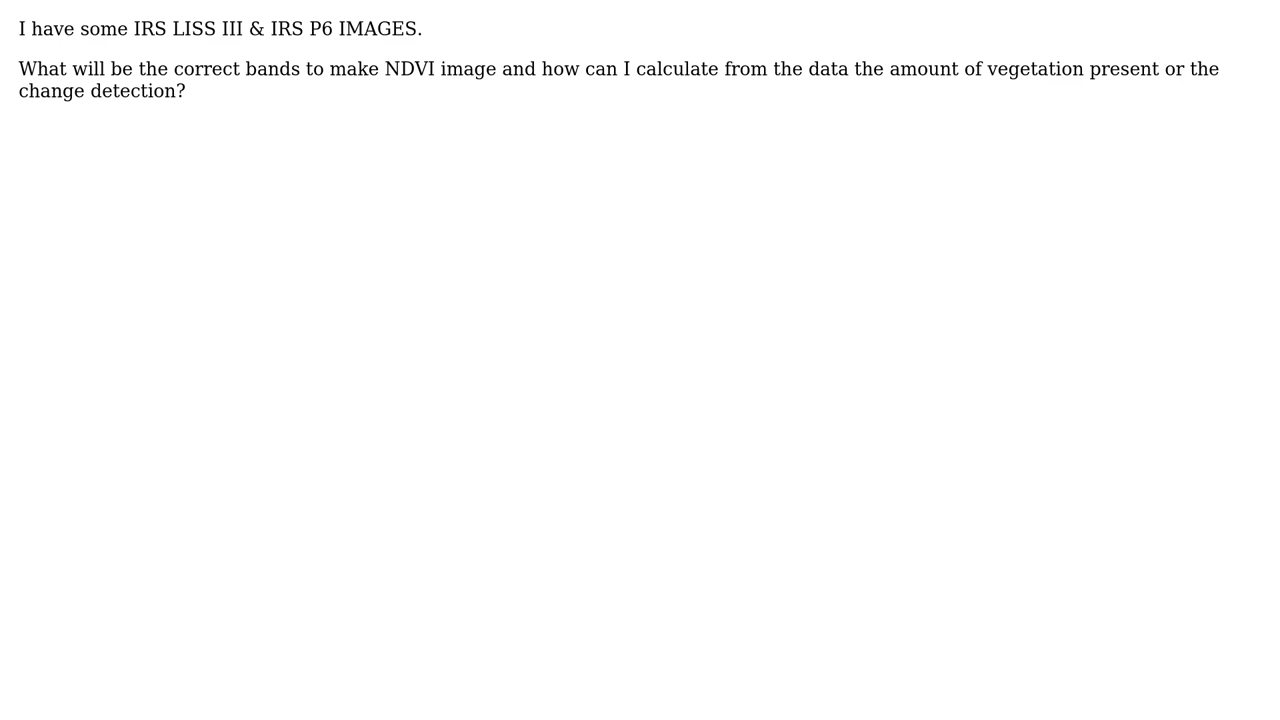 I have some IRS LISS III & IRS P6 IMAGES.
What will be the correct bands to make NDVI image and how can I calculate from the data the amount of vegetation present or the
change detection?